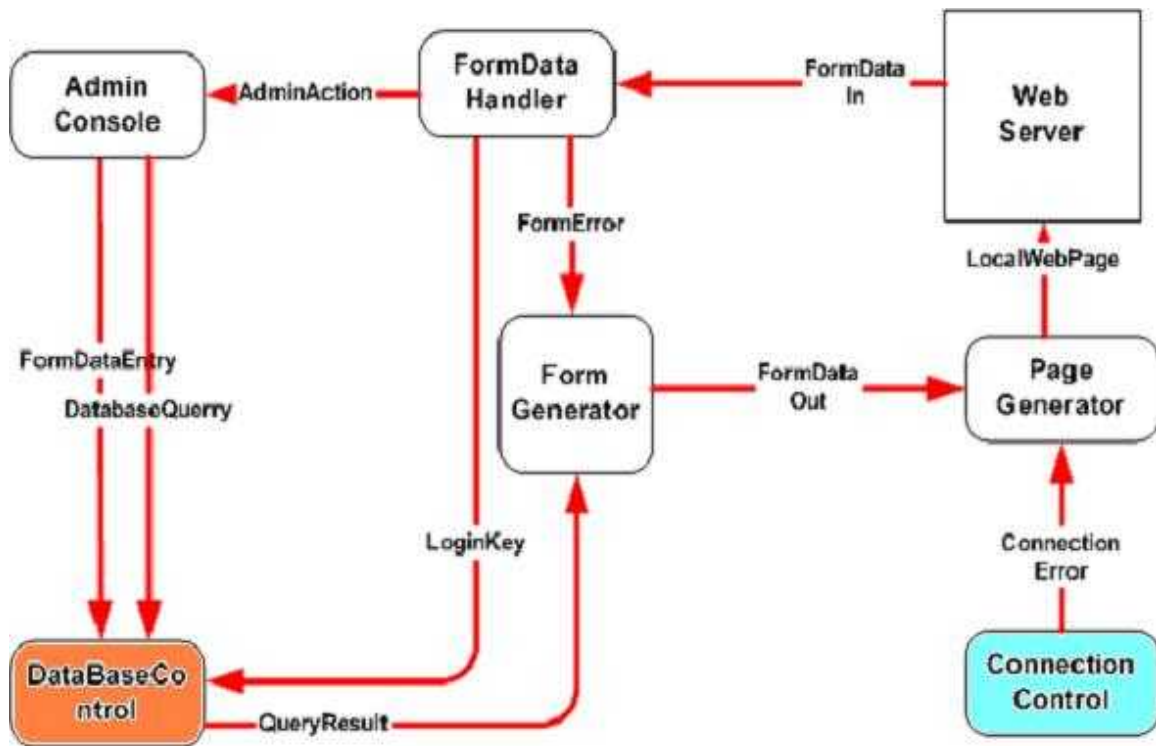 Admin
Console
AdminAction
FormData
Handler
FormData
In
Web
Server
FormError
LocalWebPage
FormDataEntry
DatabaseQuerry
Form
Generator
FormData
Out
Page
Generator
LoginKey
Connection
Error
DataBaseCo
ntrol
QueryResult
Connection
Control